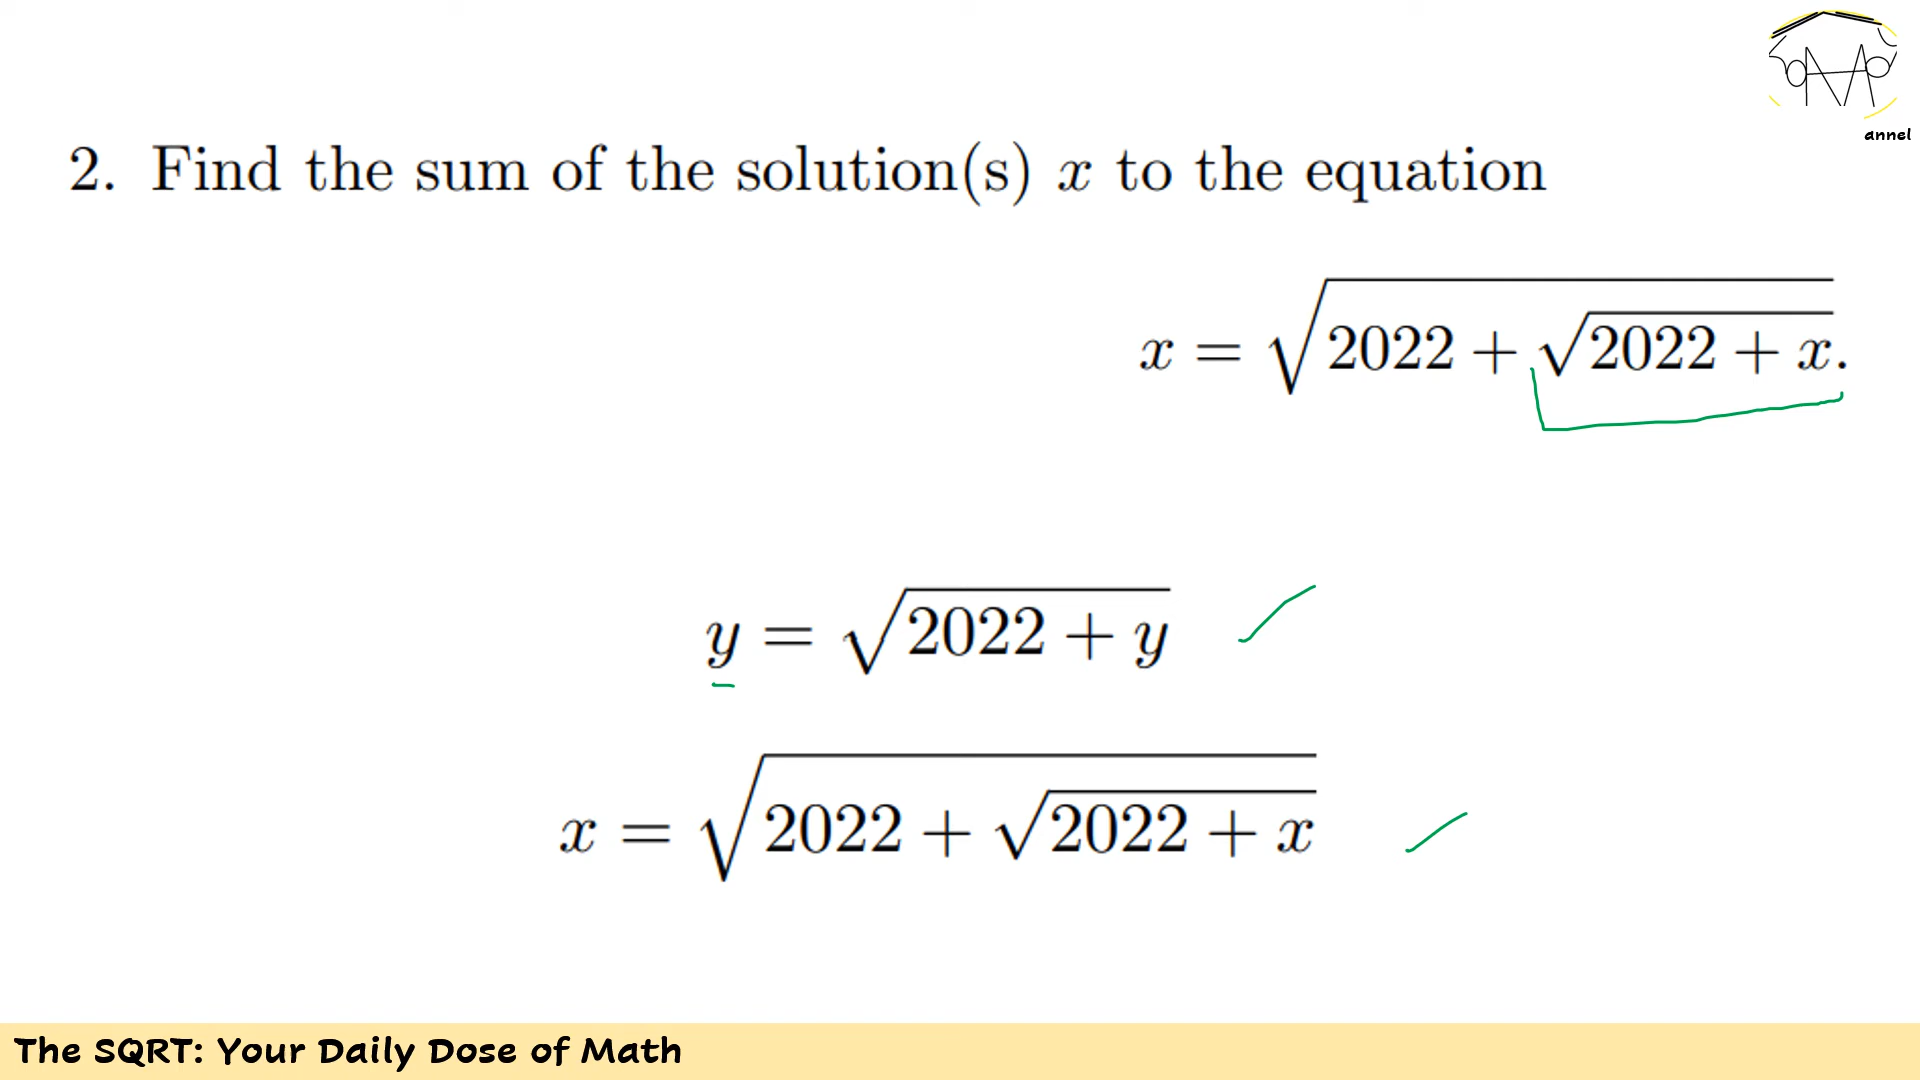 annel
2. Find the sum of the solution(s) x to the equation
x = √(2022 + √(2022 + x)).
y = √(2022 + y)
x = √(2022 + √(2022 + x))
The SQRT: Your Daily Dose of Math